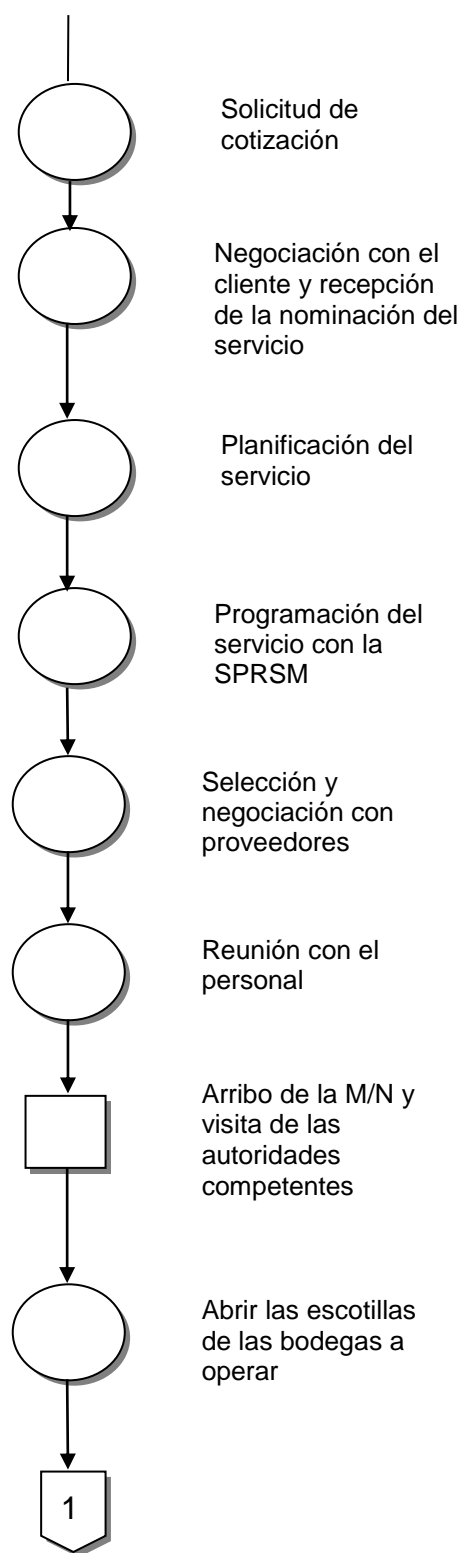 Solicitud de
cotización
Negociación con el
cliente y recepción
de la nominación del
servicio
Planificación del
servicio
Programación del
servicio con la
SPRSM
Selección y
negociación con
proveedores
Reunión con el
personal
Arribo de la M/N y
visita de las
autoridades
competentes
Abrir las escotillas
de las bodegas a
operar
1